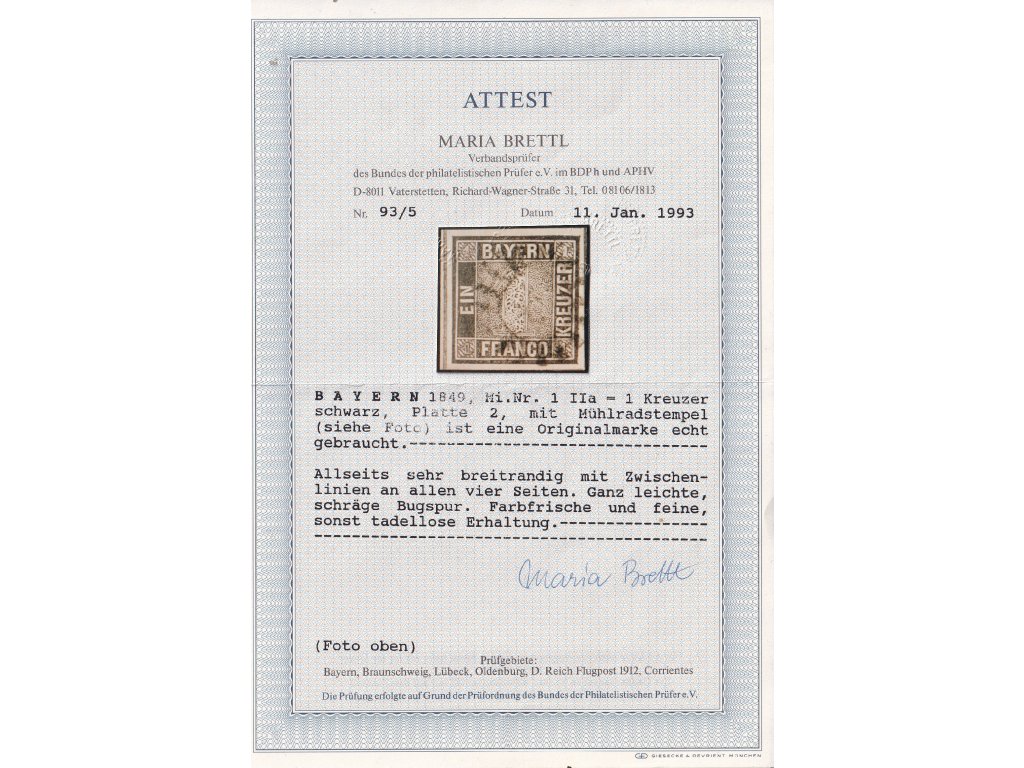 ATTEST
MARIA BRETTL
Verbandsprüfer
des Bundes der philatelistischen Prüfer e.V. im BDPh und APHV
D-8011 Vaterstetten, Richard-Wagner-Straße 31, Tel. 08106/1813
Nr. 93/5 Datum 11. Jan. 1993
BAYERN
EIN
KREUZER
FRANCO
BAYERN 1849, Mi.Nr. 1 IIa = 1 Kreuzer
schwarz, Platte 2, mit Mühlradstempel
(siehe Foto) ist eine Originalmarke echt
gebraucht.--------------------------------
Allseits sehr breitrandig mit Zwischen-
linien an allen vier Seiten. Ganz leichte,
schräge Bugspur. Farbfrische und feine,
sonst tadellose Erhaltung.----------------
------------------------------------------
Maria Brettl
(Foto oben)
Prüfgebiete:
Bayern, Braunschweig, Lübeck, Oldenburg, D. Reich Flugpost 1912, Corrientes
Die Prüfung erfolgte auf Grund der Prüfordnung des Bundes der Philatelistischen Prüfer e.V.
GIESECKE & DEVRIENT MÜNCHEN